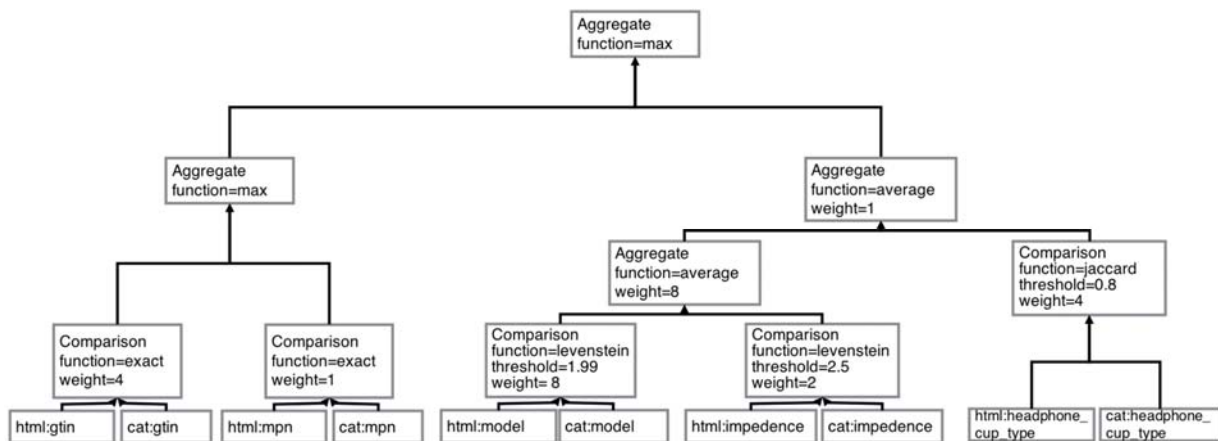 Aggregate
function=max
Aggregate
function=max
Aggregate
function=average
weight=1
Aggregate
function=average
weight=8
Comparison
function=jaccard
threshold=0.8
weight=4
Comparison
function=exact
weight=4
Comparison
function=exact
weight=1
Comparison
function=levenstein
threshold=1.99
weight= 8
Comparison
function=levenstein
threshold=2.5
weight=2
html:gtin
cat:gtin
html:mpn
cat:mpn
html:model
cat:model
html:impedence
cat:impedence
html:headphone_
cup_type
cat:headphone_
cup_type